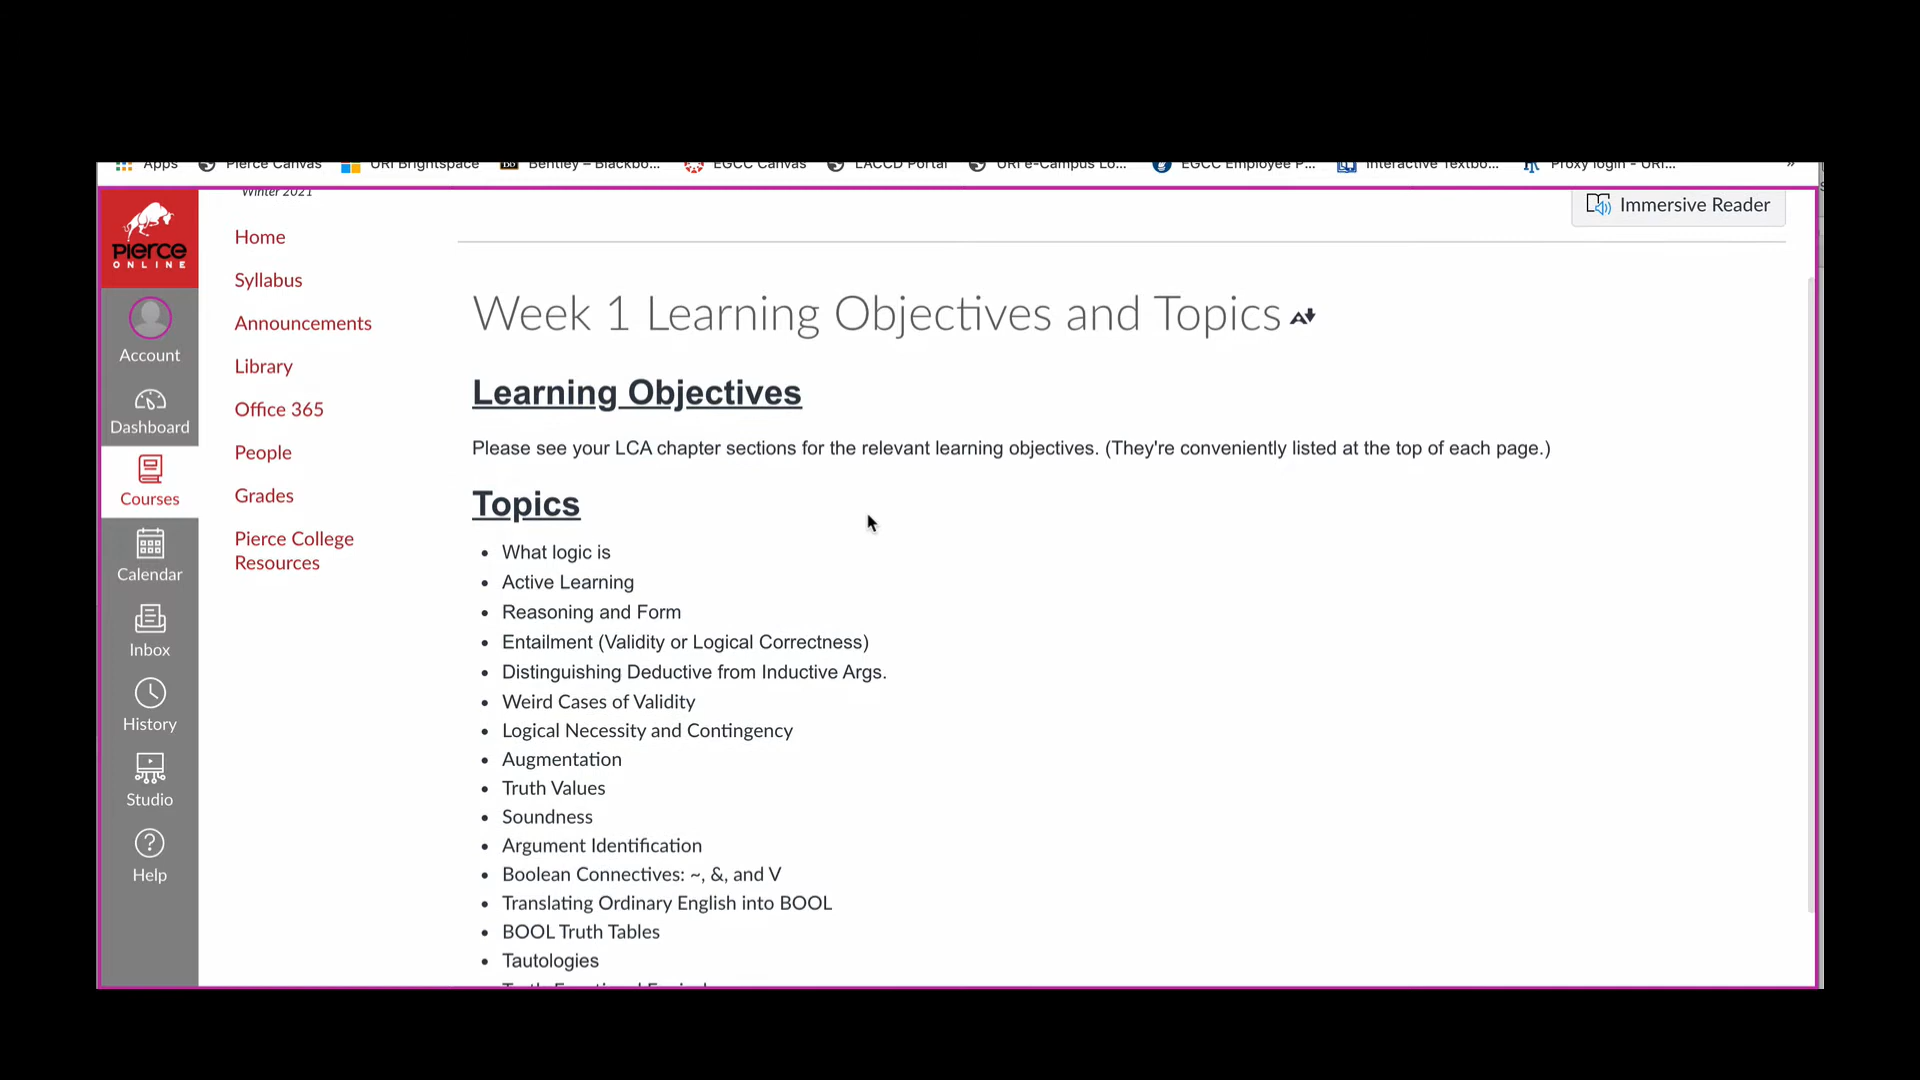 Apps Pierce Canvas URI Brightspace Bentley – Blackbo... EGCC Canvas LACCD Portal URI e-Campus Lo... EGCC Employee P... Interactive Textbo... Proxy login - URI... »
Winter 2021
Immersive Reader
PIERCE
ONLINE
Account
Dashboard
Courses
Calendar
Inbox
History
Studio
Help
Home
Syllabus
Announcements
Library
Office 365
People
Grades
Pierce College
Resources
Week 1 Learning Objectives and Topics
Learning Objectives
Please see your LCA chapter sections for the relevant learning objectives. (They're conveniently listed at the top of each page.)
Topics
• What logic is
• Active Learning
• Reasoning and Form
• Entailment (Validity or Logical Correctness)
• Distinguishing Deductive from Inductive Args.
• Weird Cases of Validity
• Logical Necessity and Contingency
• Augmentation
• Truth Values
• Soundness
• Argument Identification
• Boolean Connectives: ~, &, and V
• Translating Ordinary English into BOOL
• BOOL Truth Tables
• Tautologies